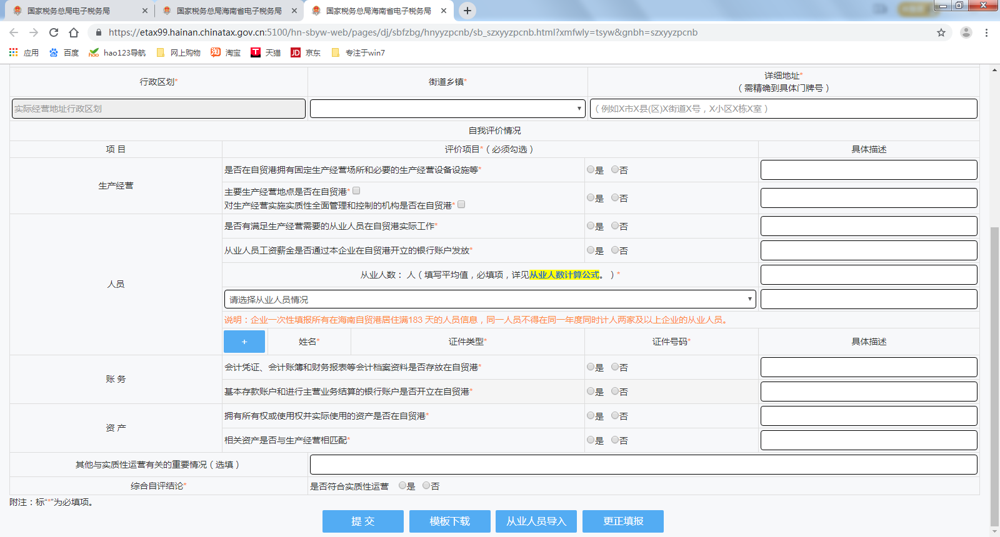 国家税务总局电子税务局
国家税务总局海南省电子税务局
国家税务总局海南省电子税务局
https://etax99.hainan.chinatax.gov.cn:5100/hn-sbyw-web/pages/dj/sbfzbg/hnyyzpcnb/sb_szxyyzpcnb.html?xmfwly=tsyw&gnbh=szxyyzpcnb
应用 百度 hao123导航 网上购物 淘宝 天猫 京东 专注于win7
行政区划* 街道乡镇* 详细地址*
（需精确到具体门牌号）
实际经营地址行政区划 （例如X市X县(区)X街道X号，X小区X栋X室）
自我评价情况
项 目 评价项目*（必须勾选） 具体描述
生产经营
是否在自贸港拥有固定生产经营场所和必要的生产经营设备设施等* 是 否
主要生产经营地点是否在自贸港*
对生产经营实施实质性全面管理和控制的机构是否在自贸港* 是 否
人员
是否有满足生产经营需要的从业人员在自贸港实际工作* 是 否
从业人员工资薪金是否通过本企业在自贸港开立的银行账户发放* 是 否
从业人数： 人（填写平均值，必填项，详见从业人数计算公式。）*
请选择从业人员情况
说明：企业一次性填报所有在海南自贸港居住满183 天的人员信息，同一人员不得在同一年度同时计入两家及以上企业的从业人员。
+ 姓名* 证件类型* 证件号码* 具体描述
账 务
会计凭证、会计账簿和财务报表等会计档案资料是否存放在自贸港* 是 否
基本存款账户和进行主营业务结算的银行账户是否开立在自贸港* 是 否
资 产
拥有所有权或使用权并实际使用的资产是否在自贸港* 是 否
相关资产是否与生产经营相匹配* 是 否
其他与实质性运营有关的重要情况（选填）
综合自评结论* 是否符合实质性运营 是 否
附注：标“*”为必填项。
提 交 模板下载 从业人员导入 更正填报